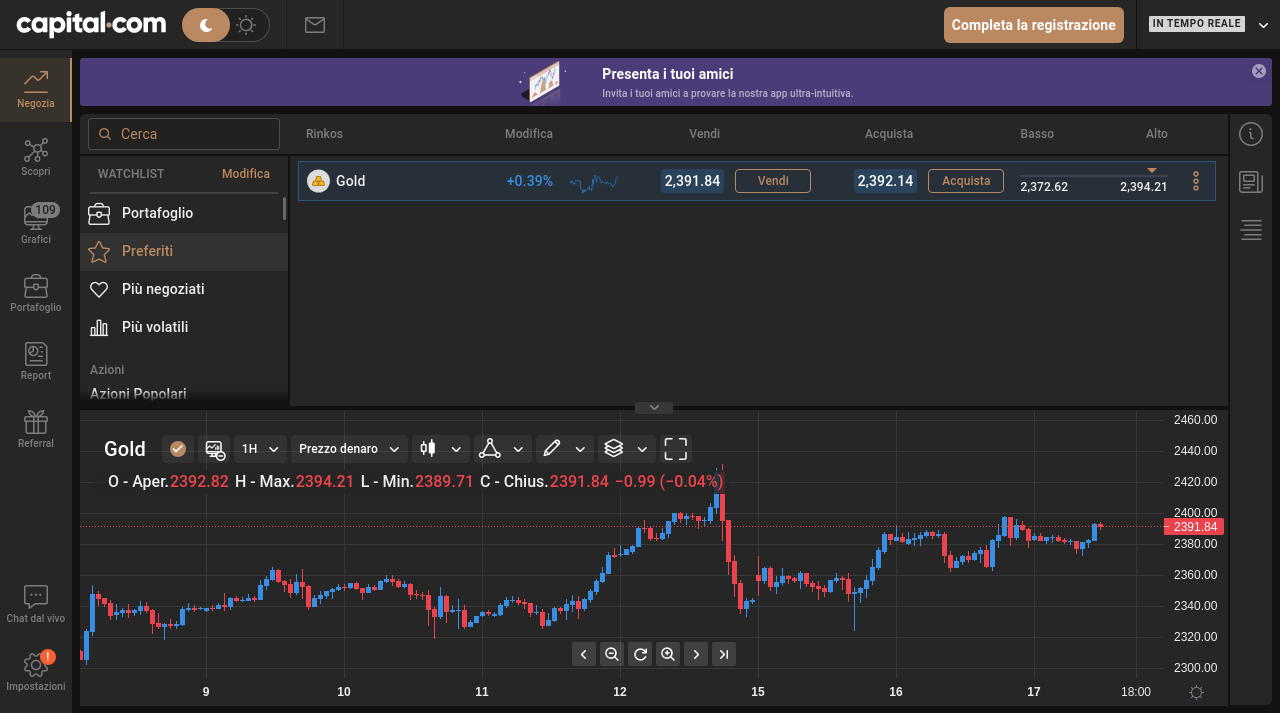 capital.com
Completa la registrazione
IN TEMPO REALE
Negozia
Scopri
109
Grafici
Portafoglio
Report
Referral
Chat dal vivo
!
Impostazioni
Presenta i tuoi amici
Invita i tuoi amici a provare la nostra app ultra-intuitiva.
Cerca
WATCHLIST Modifica
Portafoglio
Preferiti
Più negoziati
Più volatili
Azioni
Azioni Popolari
Rinkos Modifica Vendi Acquista Basso Alto
Gold +0.39% 2,391.84 Vendi 2,392.14 Acquista 2,372.62 2,394.21
Gold 1H Prezzo denaro
O - Aper.2392.82 H - Max.2394.21 L - Min.2389.71 C - Chius.2391.84 −0.99 (−0.04%)
2460.00
2440.00
2420.00
2400.00
2391.84
2380.00
2360.00
2340.00
2320.00
2300.00
9 10 11 12 15 16 17 18:00